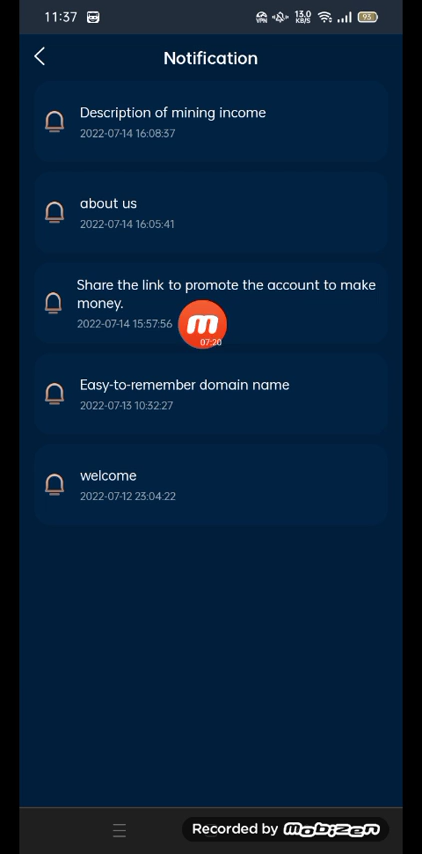 11:37 VPN 13.0 KB/S 93
Notification
Description of mining income
2022-07-14 16:08:37
about us
2022-07-14 16:05:41
Share the link to promote the account to make
money.
2022-07-14 15:57:56
m
07:20
Easy-to-remember domain name
2022-07-13 10:32:27
welcome
2022-07-12 23:04:22
Recorded by mobizen